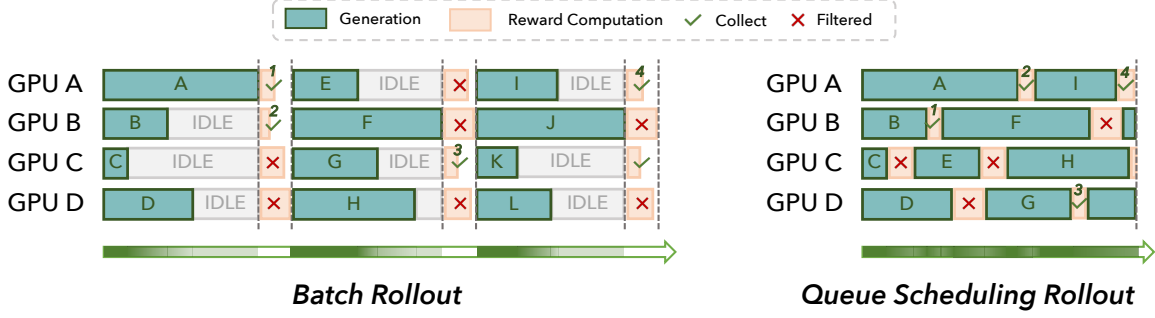 Generation Reward Computation Collect Filtered
GPU A A 1 E IDLE I IDLE 4
GPU B B IDLE 2 F J
GPU C C IDLE G IDLE 3 K IDLE
GPU D D IDLE H L IDLE
Batch Rollout
GPU A A 2 I 4
GPU B B 1 F
GPU C C E H
GPU D D G 3
Queue Scheduling Rollout